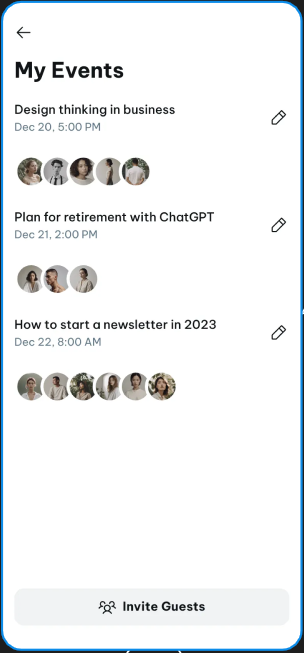 My Events
Design thinking in business
Dec 20, 5:00 PM
Plan for retirement with ChatGPT
Dec 21, 2:00 PM
How to start a newsletter in 2023
Dec 22, 8:00 AM
Invite Guests